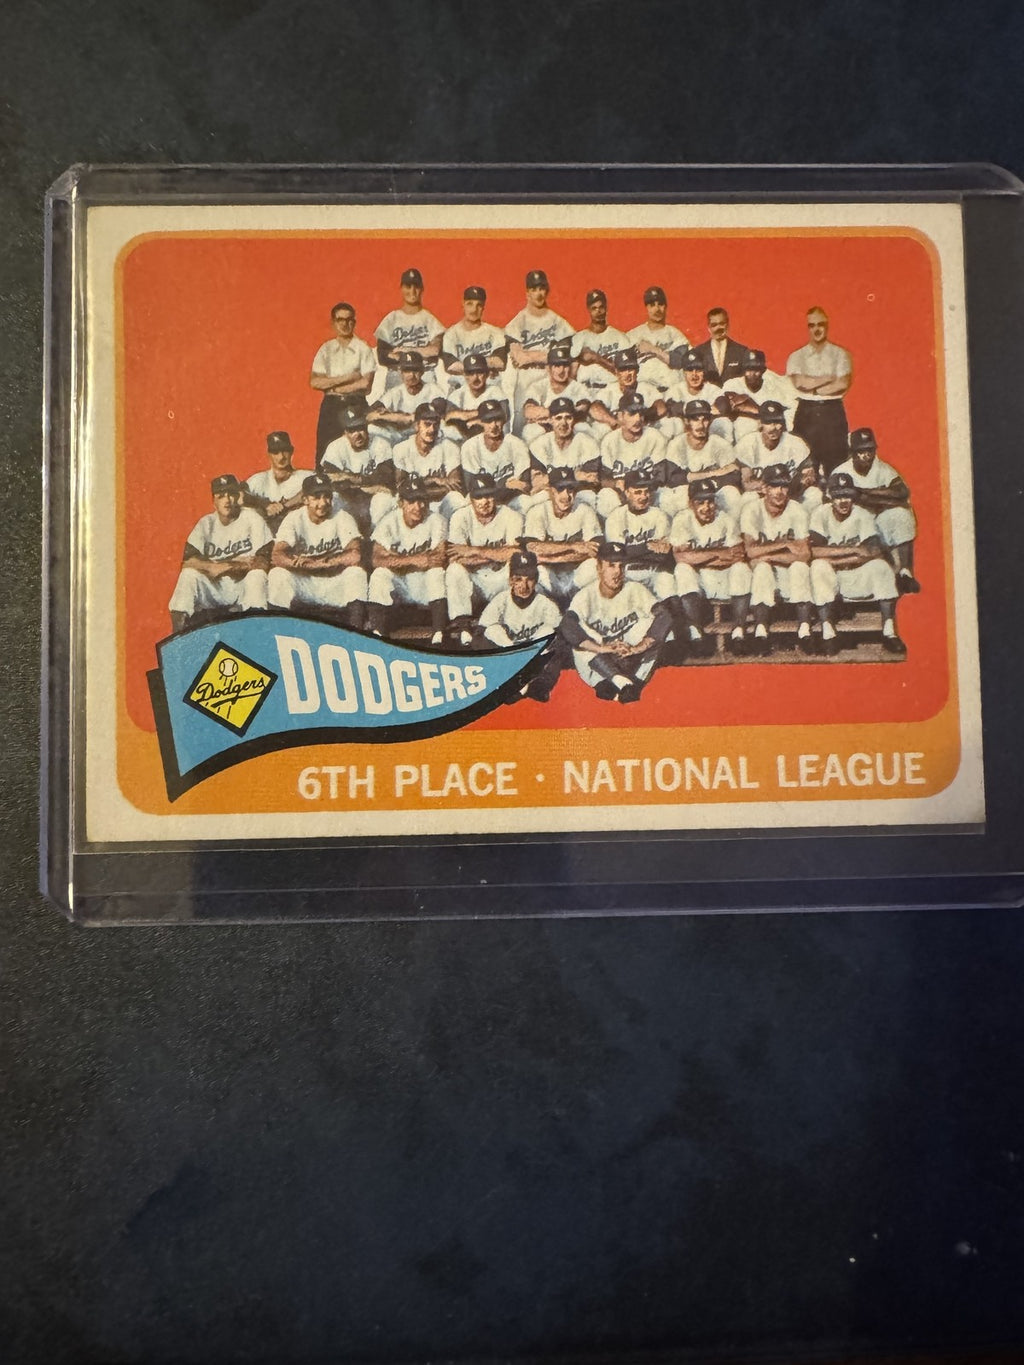 Dodgers
DODGERS
6TH PLACE · NATIONAL LEAGUE